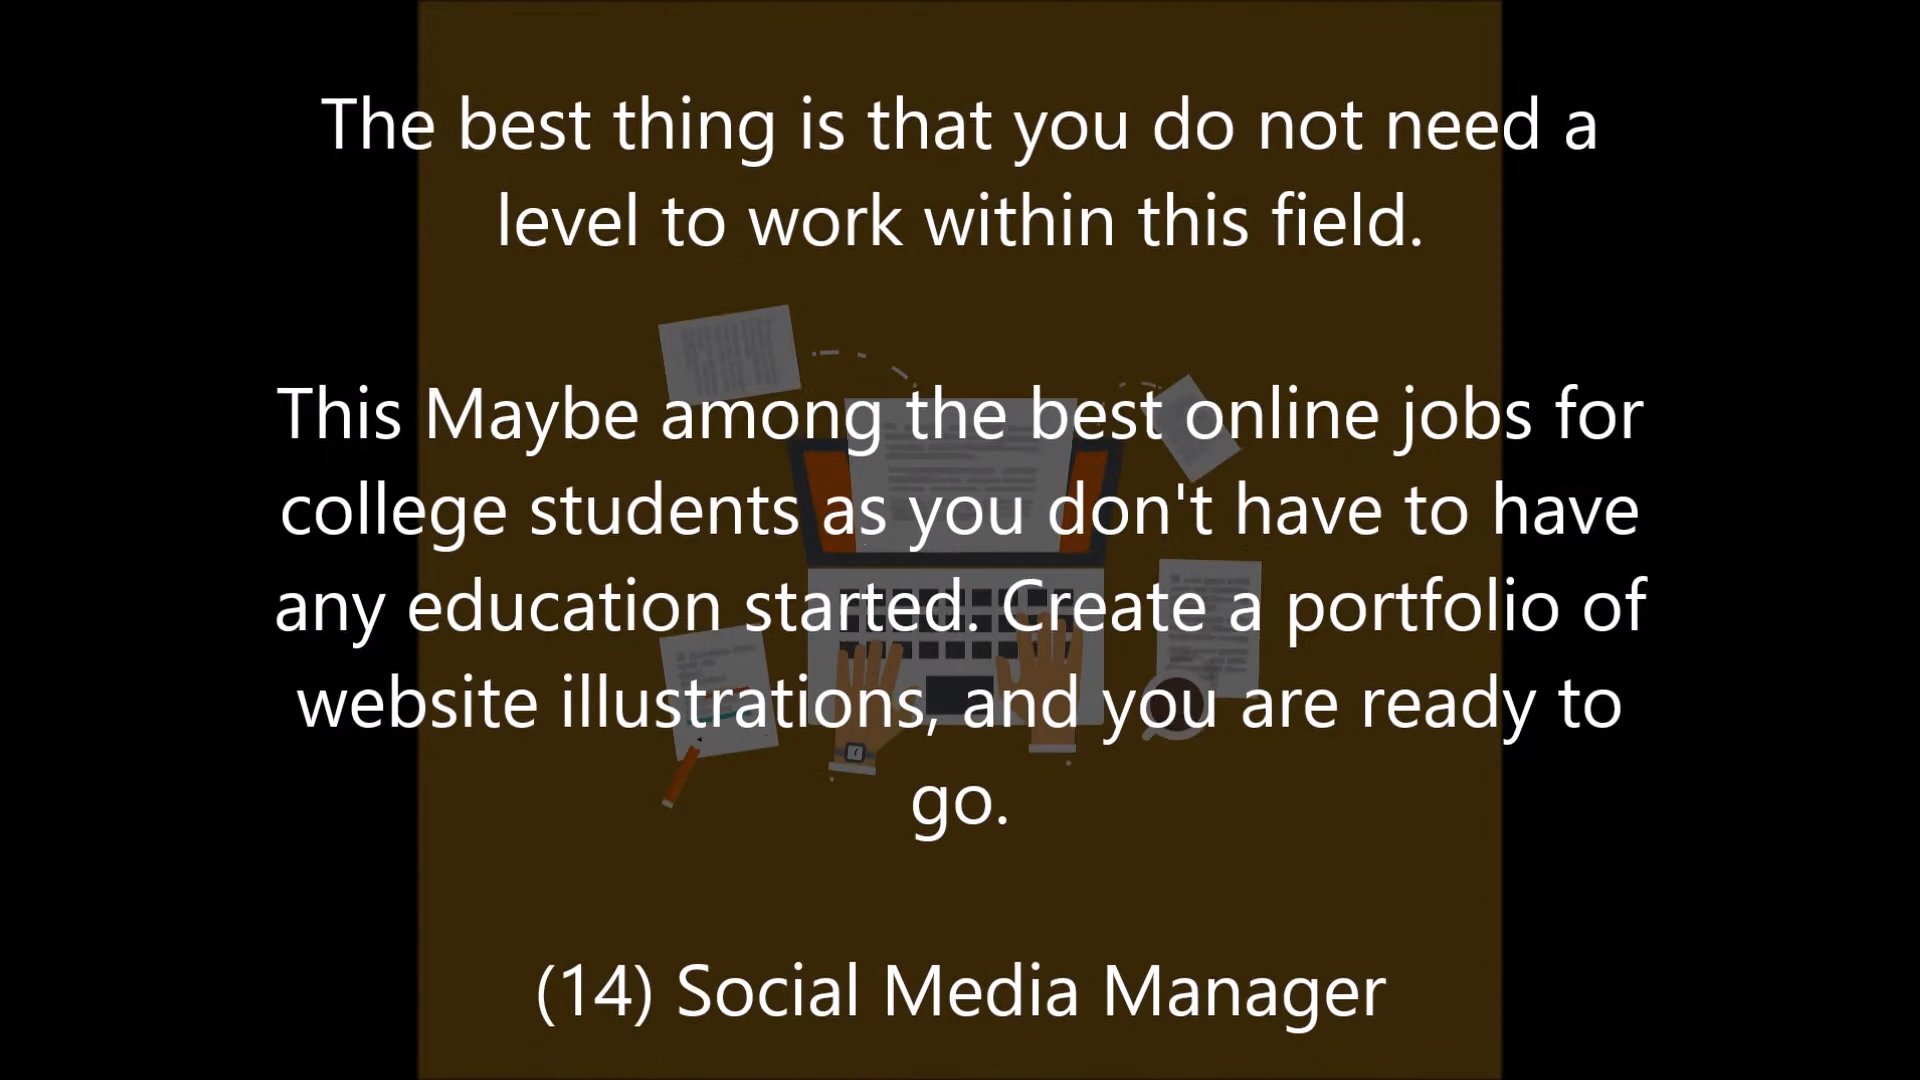 The best thing is that you do not need a
level to work within this field.
This Maybe among the best online jobs for
college students as you don't have to have
any education started. Create a portfolio of
website illustrations, and you are ready to
go.
(14) Social Media Manager